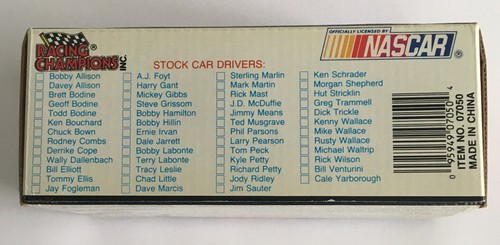 RACING
CHAMPIONS INC.
STOCK CAR DRIVERS:
OFFICIALLY LICENSED BY
NASCAR
Bobby Allison
Davey Allison
Brett Bodine
Geof Bodine
Todd Bodine
Ken Bouchard
Chuck Bown
Rodney Combs
Derrike Cope
Wally Dallenbach
Bill Elliott
Tommy Ellis
Jay Fogleman
A.J. Foyt
Harry Gant
Mickey Gibbs
Steve Grissom
Bobby Hamilton
Bobby Hillin
Ernie Irvan
Dale Jarrett
Bobby Labonte
Terry Labonte
Tracy Leslie
Chad Little
Dave Marcis
Sterling Marlin
Mark Martin
Rick Mast
J.D. McDuffie
Jimmy Means
Ted Musgrave
Phil Parsons
Larry Pearson
Tom Peck
Kyle Petty
Richard Petty
Jody Ridley
Jim Sauter
Ken Schrader
Morgan Shepherd
Hut Stricklin
Greg Trammell
Dick Trickle
Kenny Wallace
Mike Wallace
Rusty Wallace
Michael Waltrip
Rick Wilson
Bill Venturini
Cale Yarborough
0 95949 07050 4
ITEM NO. 07050
MADE IN CHINA